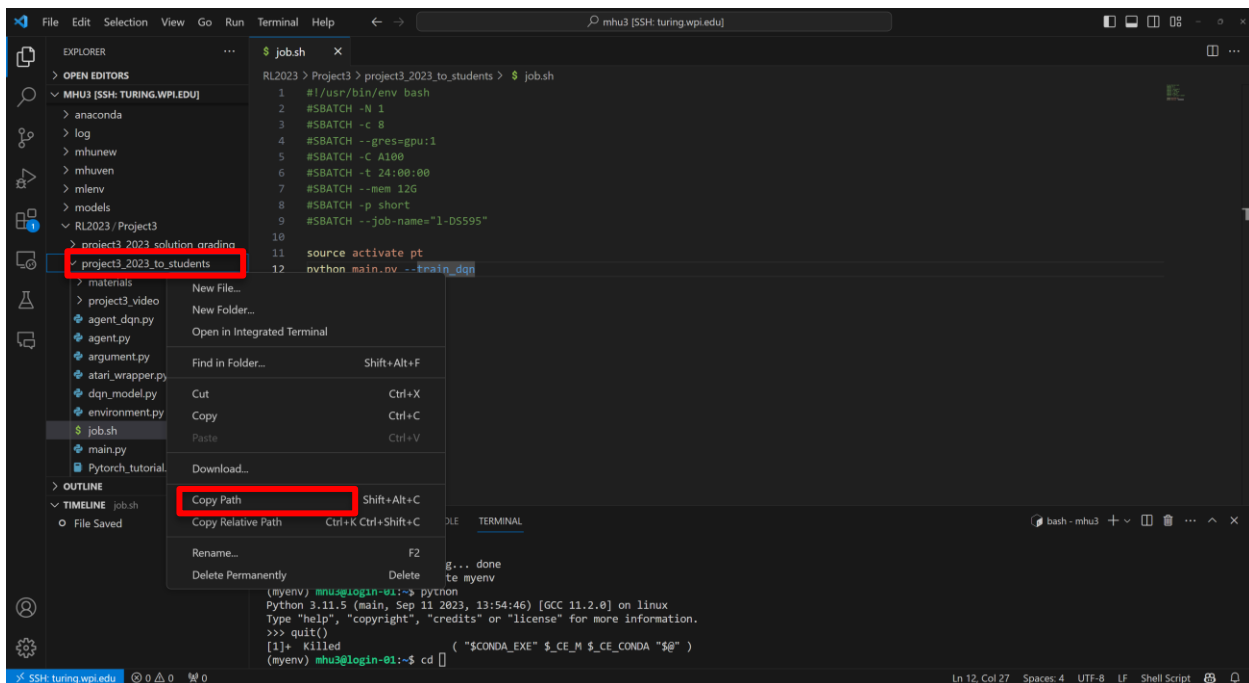 File Edit Selection View Go Run Terminal Help
mhu3 [SSH: turing.wpi.edu]
EXPLORER
OPEN EDITORS
MHU3 [SSH: TURING.WPI.EDU]
anaconda
log
mhunew
mhuven
mlenv
models
RL2023 / Project3
project3_2023_solution_grading
project3_2023_to_students
materials
project3_video
agent_dqn.py
agent.py
argument.py
atari_wrapper.py
dqn_model.py
environment.py
$ job.sh
main.py
Pytorch_tutorial.
OUTLINE
TIMELINE job.sh
File Saved
1
$ job.sh
RL2023 > Project3 > project3_2023_to_students > $ job.sh
1 #!/usr/bin/env bash
2 #SBATCH -N 1
3 #SBATCH -c 8
4 #SBATCH --gres=gpu:1
5 #SBATCH -C A100
6 #SBATCH -t 24:00:00
7 #SBATCH --mem 12G
8 #SBATCH -p short
9 #SBATCH --job-name="l-DS595"
10
11 source activate pt
12 python main.py --train_dqn
New File...
New Folder...
Open in Integrated Terminal
Find in Folder... Shift+Alt+F
Cut Ctrl+X
Copy Ctrl+C
Paste Ctrl+V
Download...
Copy Path Shift+Alt+C
Copy Relative Path Ctrl+K Ctrl+Shift+C
Rename... F2
Delete Permanently Delete
OLE TERMINAL
bash - mhu3
g... done
te myenv
(myenv) mhu3@login-01:~$ python
Python 3.11.5 (main, Sep 11 2023, 13:54:46) [GCC 11.2.0] on linux
Type "help", "copyright", "credits" or "license" for more information.
>>> quit()
[1]+ Killed ( "$CONDA_EXE" $_CE_M $_CE_CONDA "$@" )
(myenv) mhu3@login-01:~$ cd
SSH: turing.wpi.edu 0 0 0
Ln 12, Col 27 Spaces: 4 UTF-8 LF Shell Script